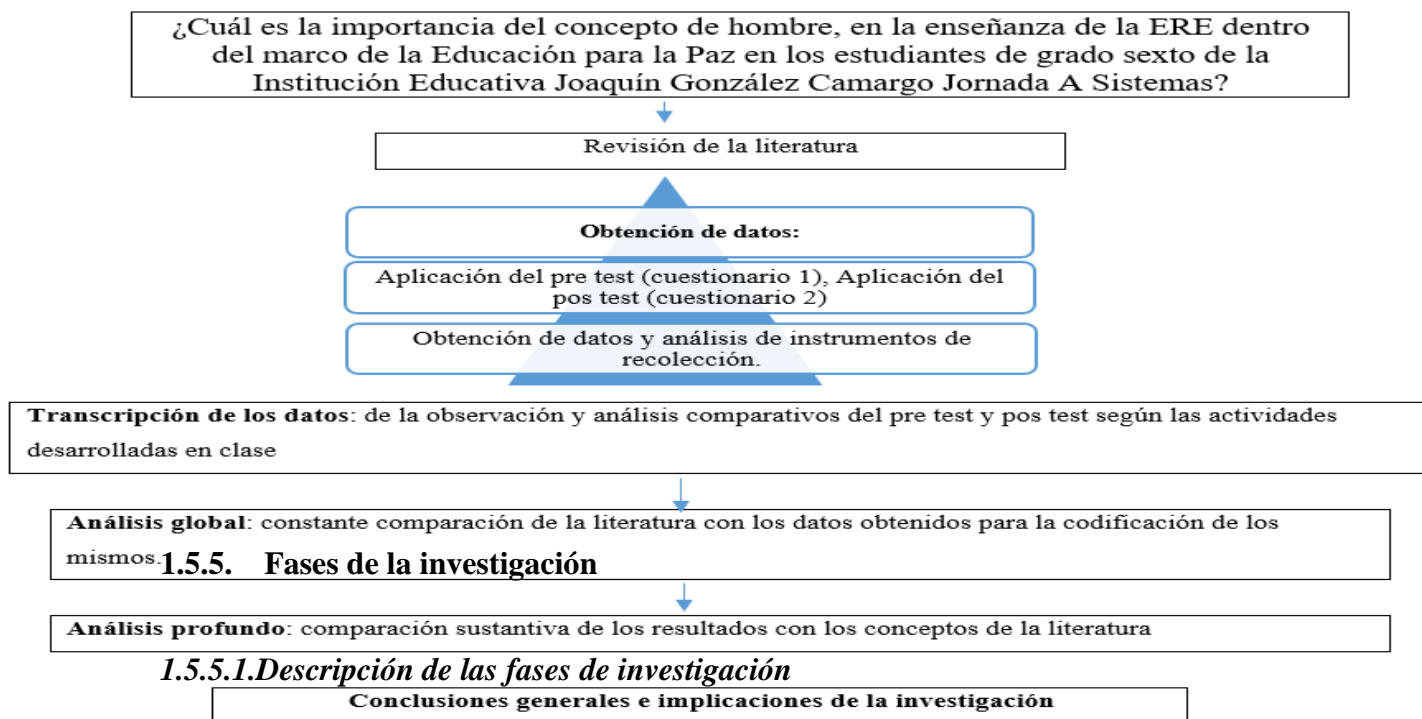 ¿Cuál es la importancia del concepto de hombre, en la enseñanza de la ERE dentro
del marco de la Educación para la Paz en los estudiantes de grado sexto de la
Institución Educativa Joaquín González Camargo Jornada A Sistemas?
Revisión de la literatura
Obtención de datos:
Aplicación del pre test (cuestionario 1), Aplicación del
pos test (cuestionario 2)
Obtención de datos y análisis de instrumentos de
recolección.
Transcripción de los datos: de la observación y análisis comparativos del pre test y pos test según las actividades
desarrolladas en clase
Análisis global: constante comparación de la literatura con los datos obtenidos para la codificación de los
mismos.
1.5.5. Fases de la investigación
Análisis profundo: comparación sustantiva de los resultados con los conceptos de la literatura
1.5.5.1.Descripción de las fases de investigación
Conclusiones generales e implicaciones de la investigación